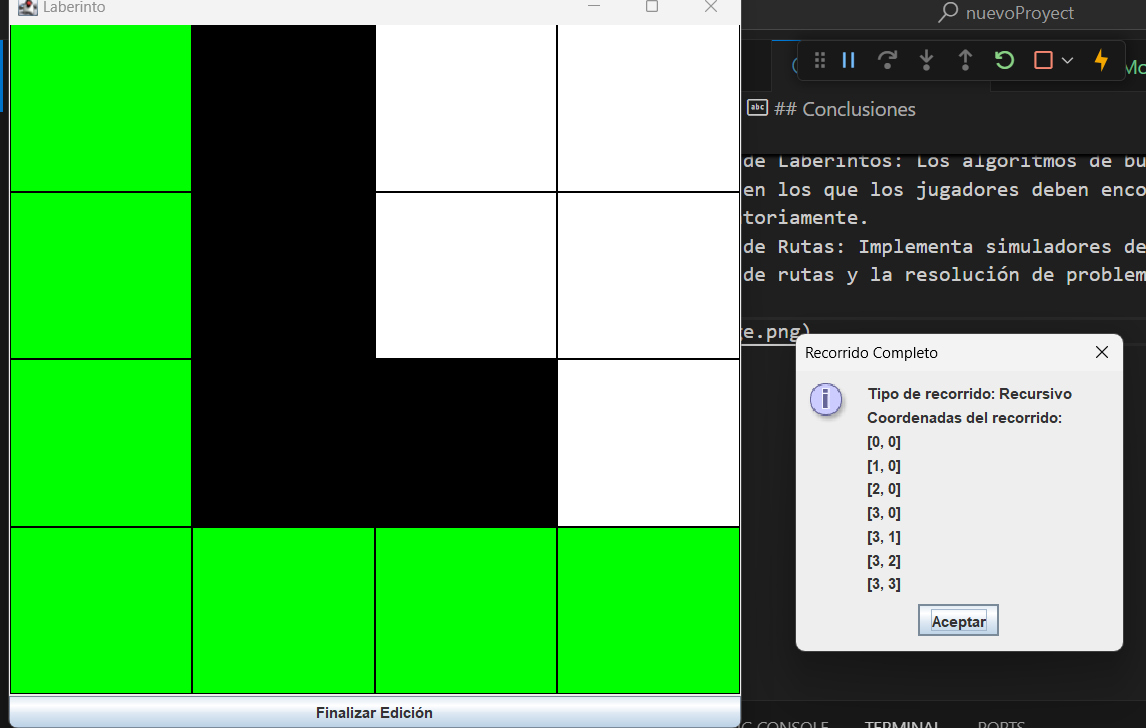 Laberinto
nuevoProyect
Mo
abc ## Conclusiones
de Laberintos: Los algoritmos de bu
en los que los jugadores deben enco
toriamente.
de Rutas: Implementa simuladores de
de rutas y la resolución de problem
e.png)
Recorrido Completo
Tipo de recorrido: Recursivo
Coordenadas del recorrido:
[0, 0]
[1, 0]
[2, 0]
[3, 0]
[3, 1]
[3, 2]
[3, 3]
Aceptar
Finalizar Edición
G CONSOLE TERMINAL PORTS